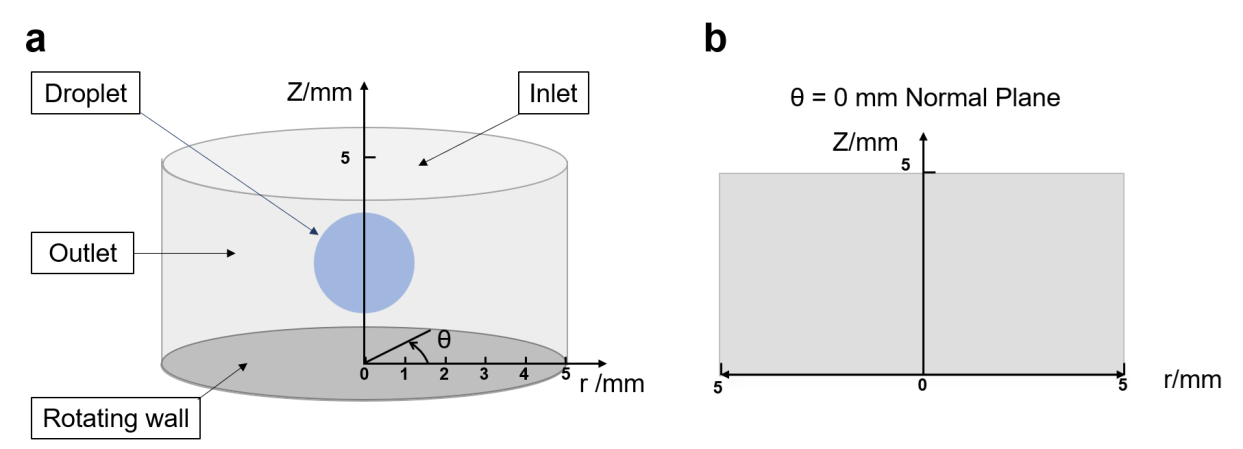 a
Droplet
Z/mm
Inlet
5
Outlet
θ
0 1 2 3 4 5
r /mm
Rotating wall
b
θ = 0 mm Normal Plane
Z/mm
5
5 0 5
r/mm